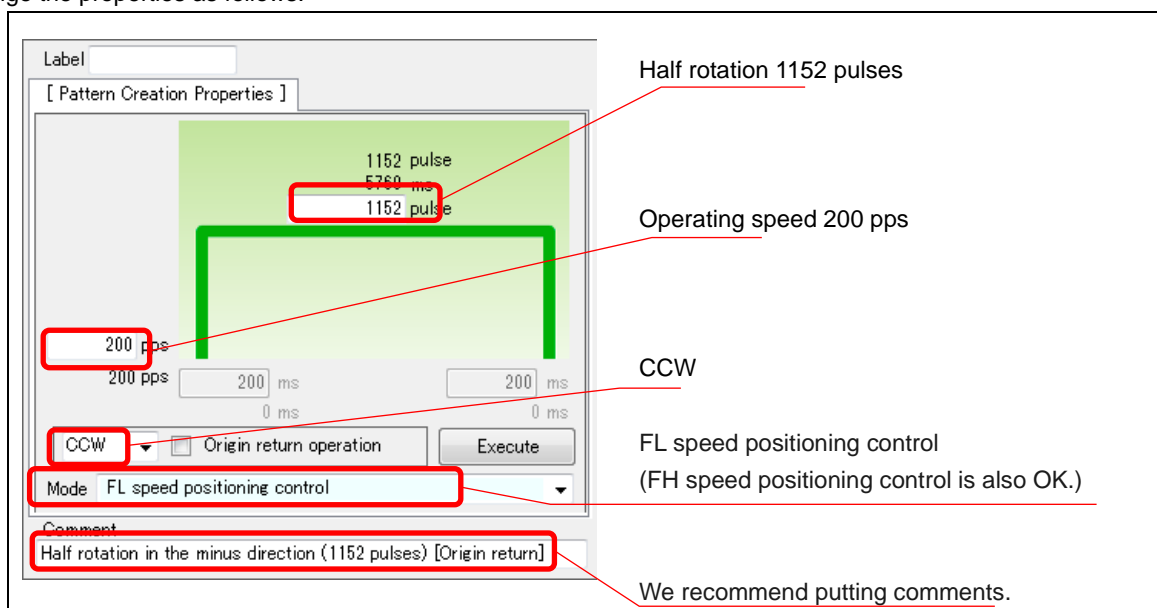 Label
[ Pattern Creation Properties ]
1152 pulse
5760 ms
1152 pulse
200 pps
200 pps
200 ms
200 ms
0 ms
0 ms
CCW
Origin return operation
Execute
Mode FL speed positioning control
Comment
Half rotation in the minus direction (1152 pulses) [Origin return]
Half rotation 1152 pulses
Operating speed 200 pps
CCW
FL speed positioning control
(FH speed positioning control is also OK.)
We recommend putting comments.